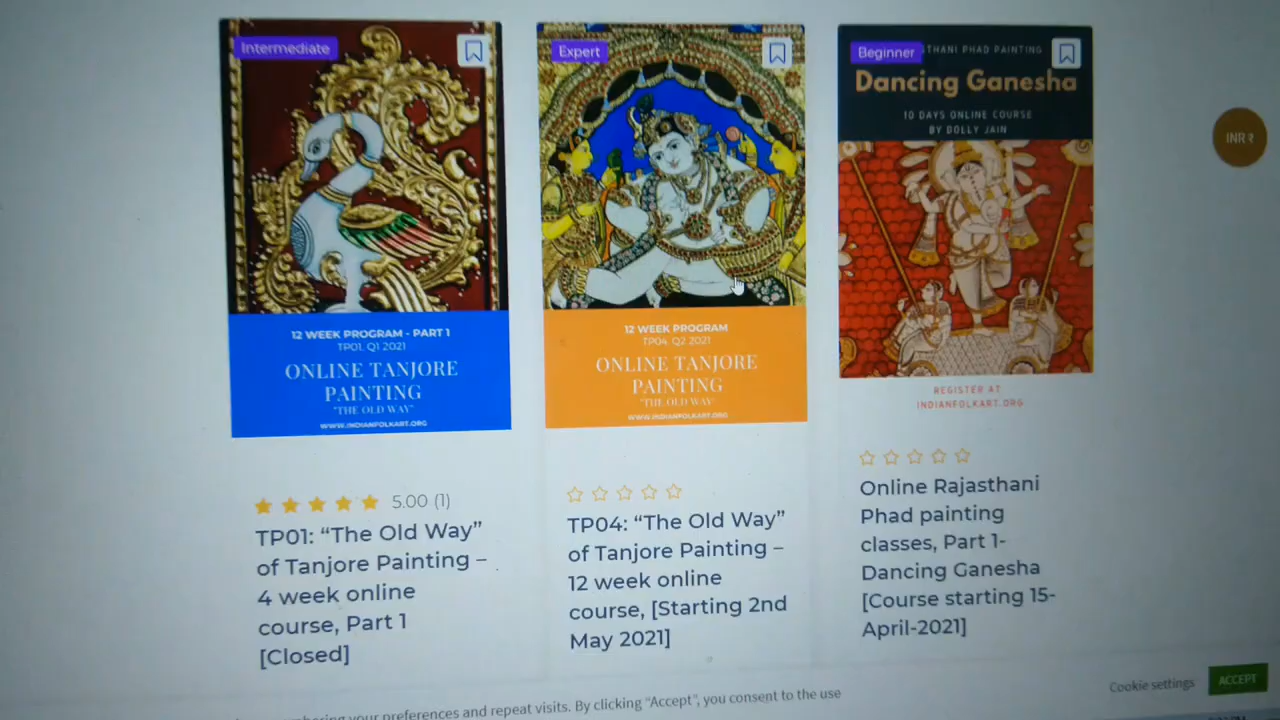 Intermediate
12 WEEK PROGRAM - PART 1
TP01, Q1 2021
ONLINE TANJORE
PAINTING
"THE OLD WAY"
WWW.INDIANFOLKART.ORG
5.00 (1)
TP01: “The Old Way”
of Tanjore Painting –
4 week online
course, Part 1
[Closed]
Expert
12 WEEK PROGRAM
TP04, Q2 2021
ONLINE TANJORE
PAINTING
"THE OLD WAY"
WWW.INDIANFOLKART.ORG
TP04: “The Old Way”
of Tanjore Painting –
12 week online
course, [Starting 2nd
May 2021]
Beginner
THANI PHAD PAINTING
Dancing Ganesha
10 DAYS ONLINE COURSE
BY DOLLY JAIN
REGISTER AT
INDIANFOLKART.ORG
Online Rajasthani
Phad painting
classes, Part 1-
Dancing Ganesha
[Course starting 15-
April-2021]
INR ₹
your preferences and repeat visits. By clicking “Accept”, you consent to the use
Cookie settings
ACCEPT